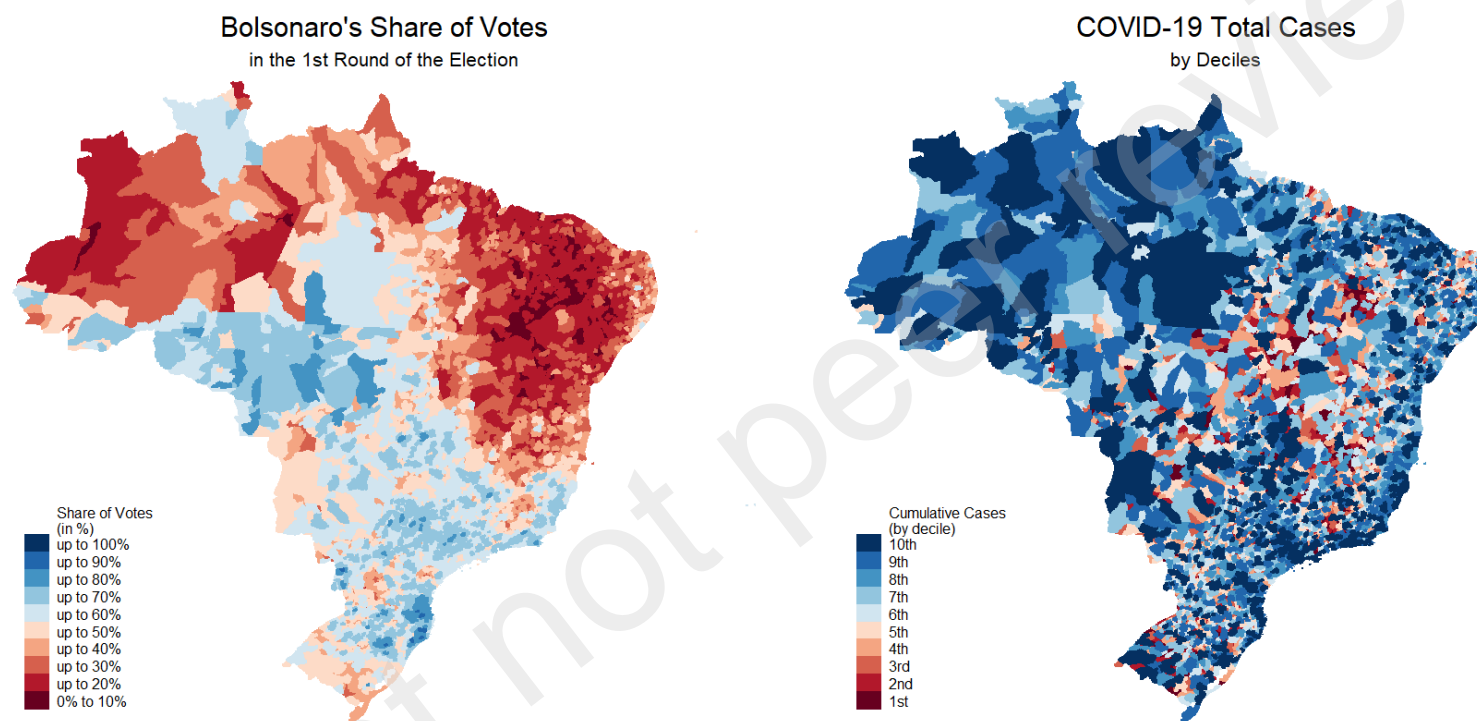 Bolsonaro's Share of Votes
in the 1st Round of the Election
Share of Votes
(in %)
up to 100%
up to 90%
up to 80%
up to 70%
up to 60%
up to 50%
up to 40%
up to 30%
up to 20%
0% to 10%
COVID-19 Total Cases
by Deciles
Cumulative Cases
(by decile)
10th
9th
8th
7th
6th
5th
4th
3rd
2nd
1st
not peer